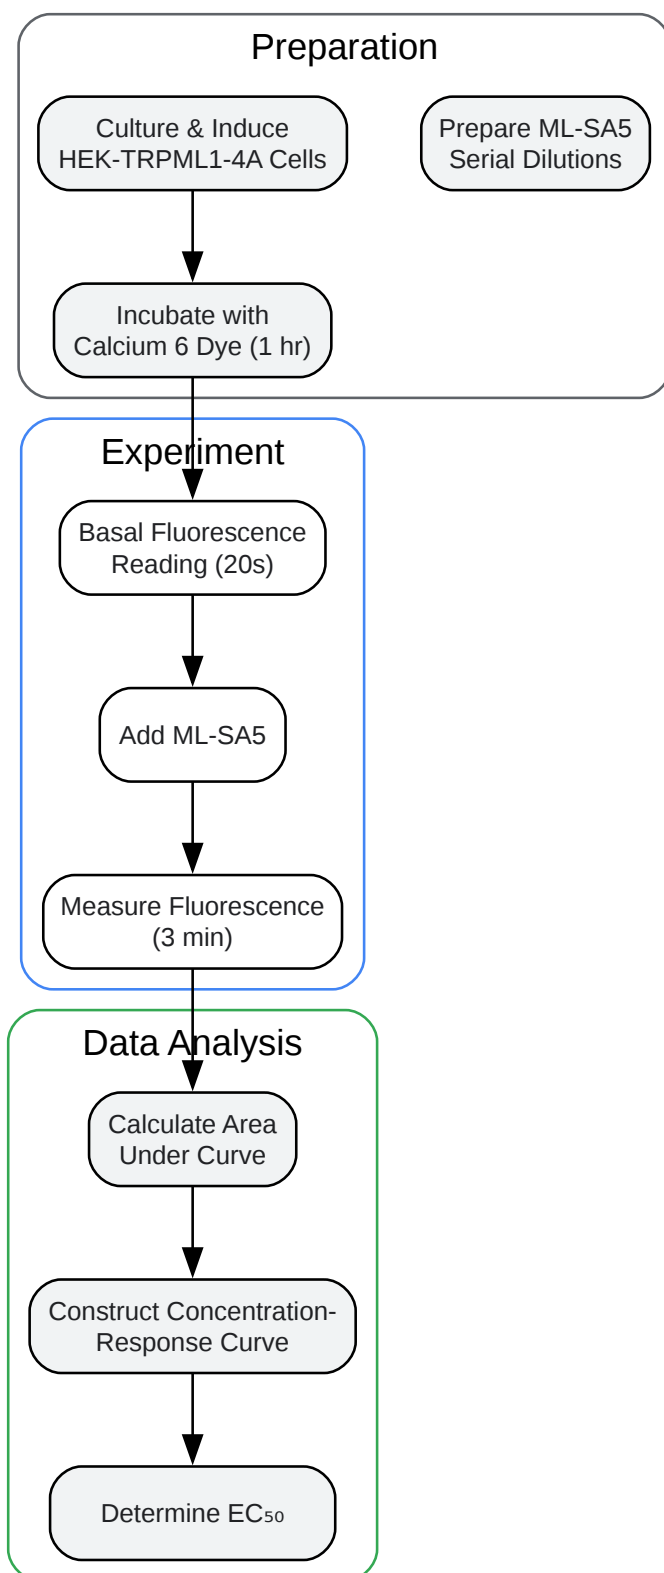 Preparation
Culture & Induce
HEK-TRPML1-4A Cells
Prepare ML-SA5
Serial Dilutions
Incubate with
Calcium 6 Dye (1 hr)
Experiment
Basal Fluorescence
Reading (20s)
Add ML-SA5
Measure Fluorescence
(3 min)
Data Analysis
Calculate Area
Under Curve
Construct Concentration-
Response Curve
Determine EC₅₀